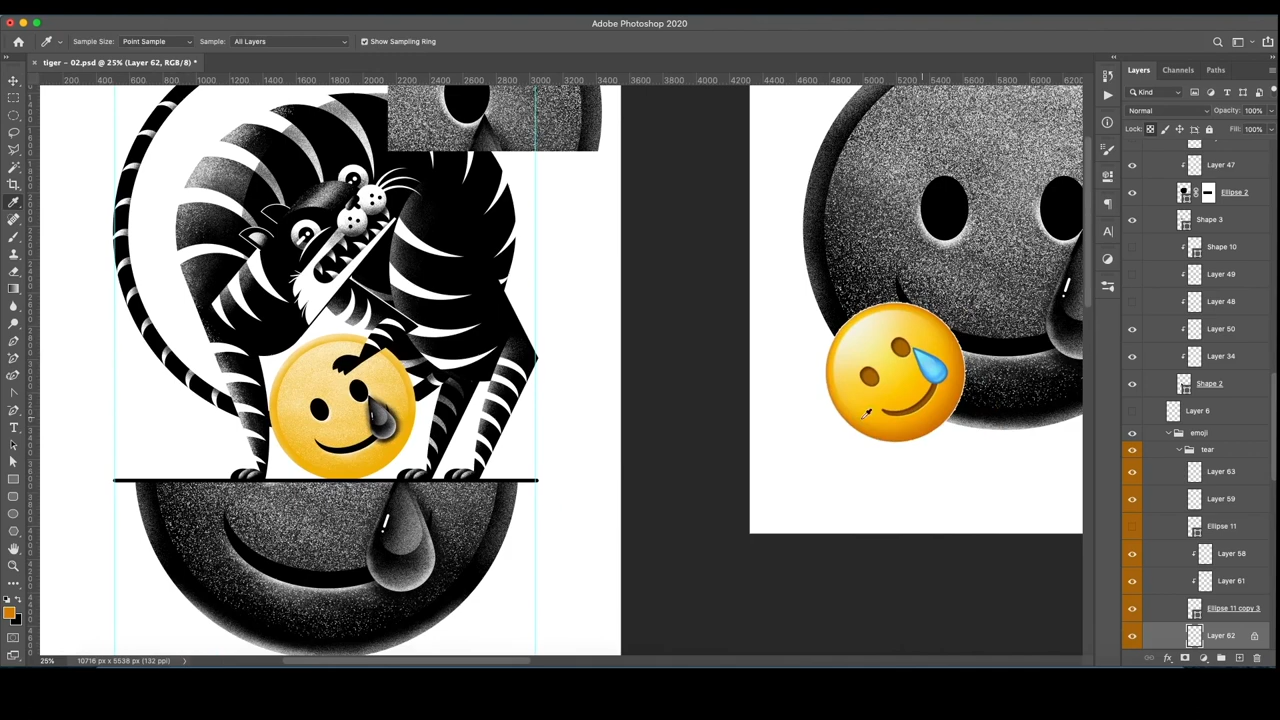 Adobe Photoshop 2020
Sample Size: Point Sample Sample: All Layers Show Sampling Ring
tiger – 02.psd @ 25% (Layer 62, RGB/8) *
200 400 600 800 1000 1200 1400 1600 1800 2000 2200 2400 2600 2800 3000 3200 3400 3600 3800 4000 4200 4400 4600 4800 5000 5200 5400 5600 5800 6000 6200
Layers Channels Paths
Kind
Normal Opacity: 100%
Lock: Fill: 100%
Layer 47
Ellipse 2
Shape 3
Shape 10
Layer 49
Layer 48
Layer 50
Layer 34
Shape 2
Layer 6
emoji
tear
Layer 63
Layer 59
Ellipse 11
Layer 58
Layer 61
Ellipse 11 copy 3
Layer 62
25% 10716 px x 5538 px (132 ppi)